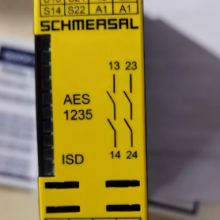 S14 S22 A1 A1
SCHMERSAL
13 23
AES
1235
ISD
14 24